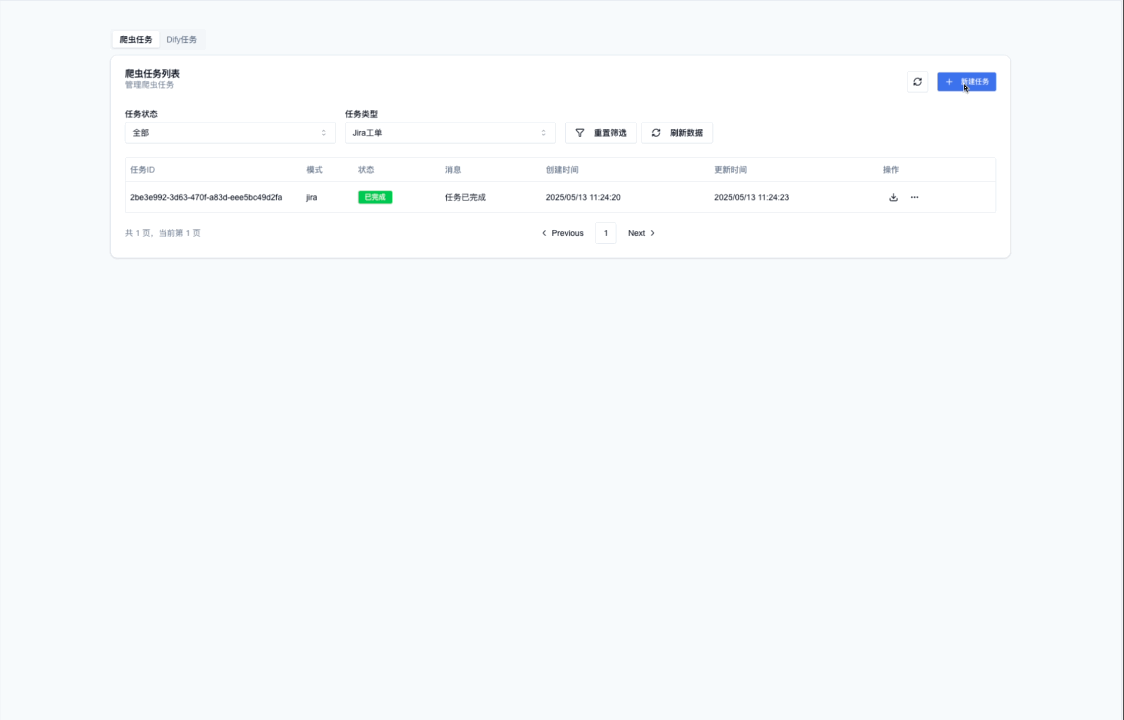 爬虫任务 Dify任务
爬虫任务列表
管理爬虫任务
新建任务
任务状态 任务类型
全部 Jira工单 重置筛选 刷新数据
任务ID 模式 状态 消息 创建时间 更新时间 操作
2be3e992-3d63-470f-a83d-eee5bc49d2fa jira 已完成 任务已完成 2025/05/13 11:24:20 2025/05/13 11:24:23
共 1 页，当前第 1 页 Previous 1 Next